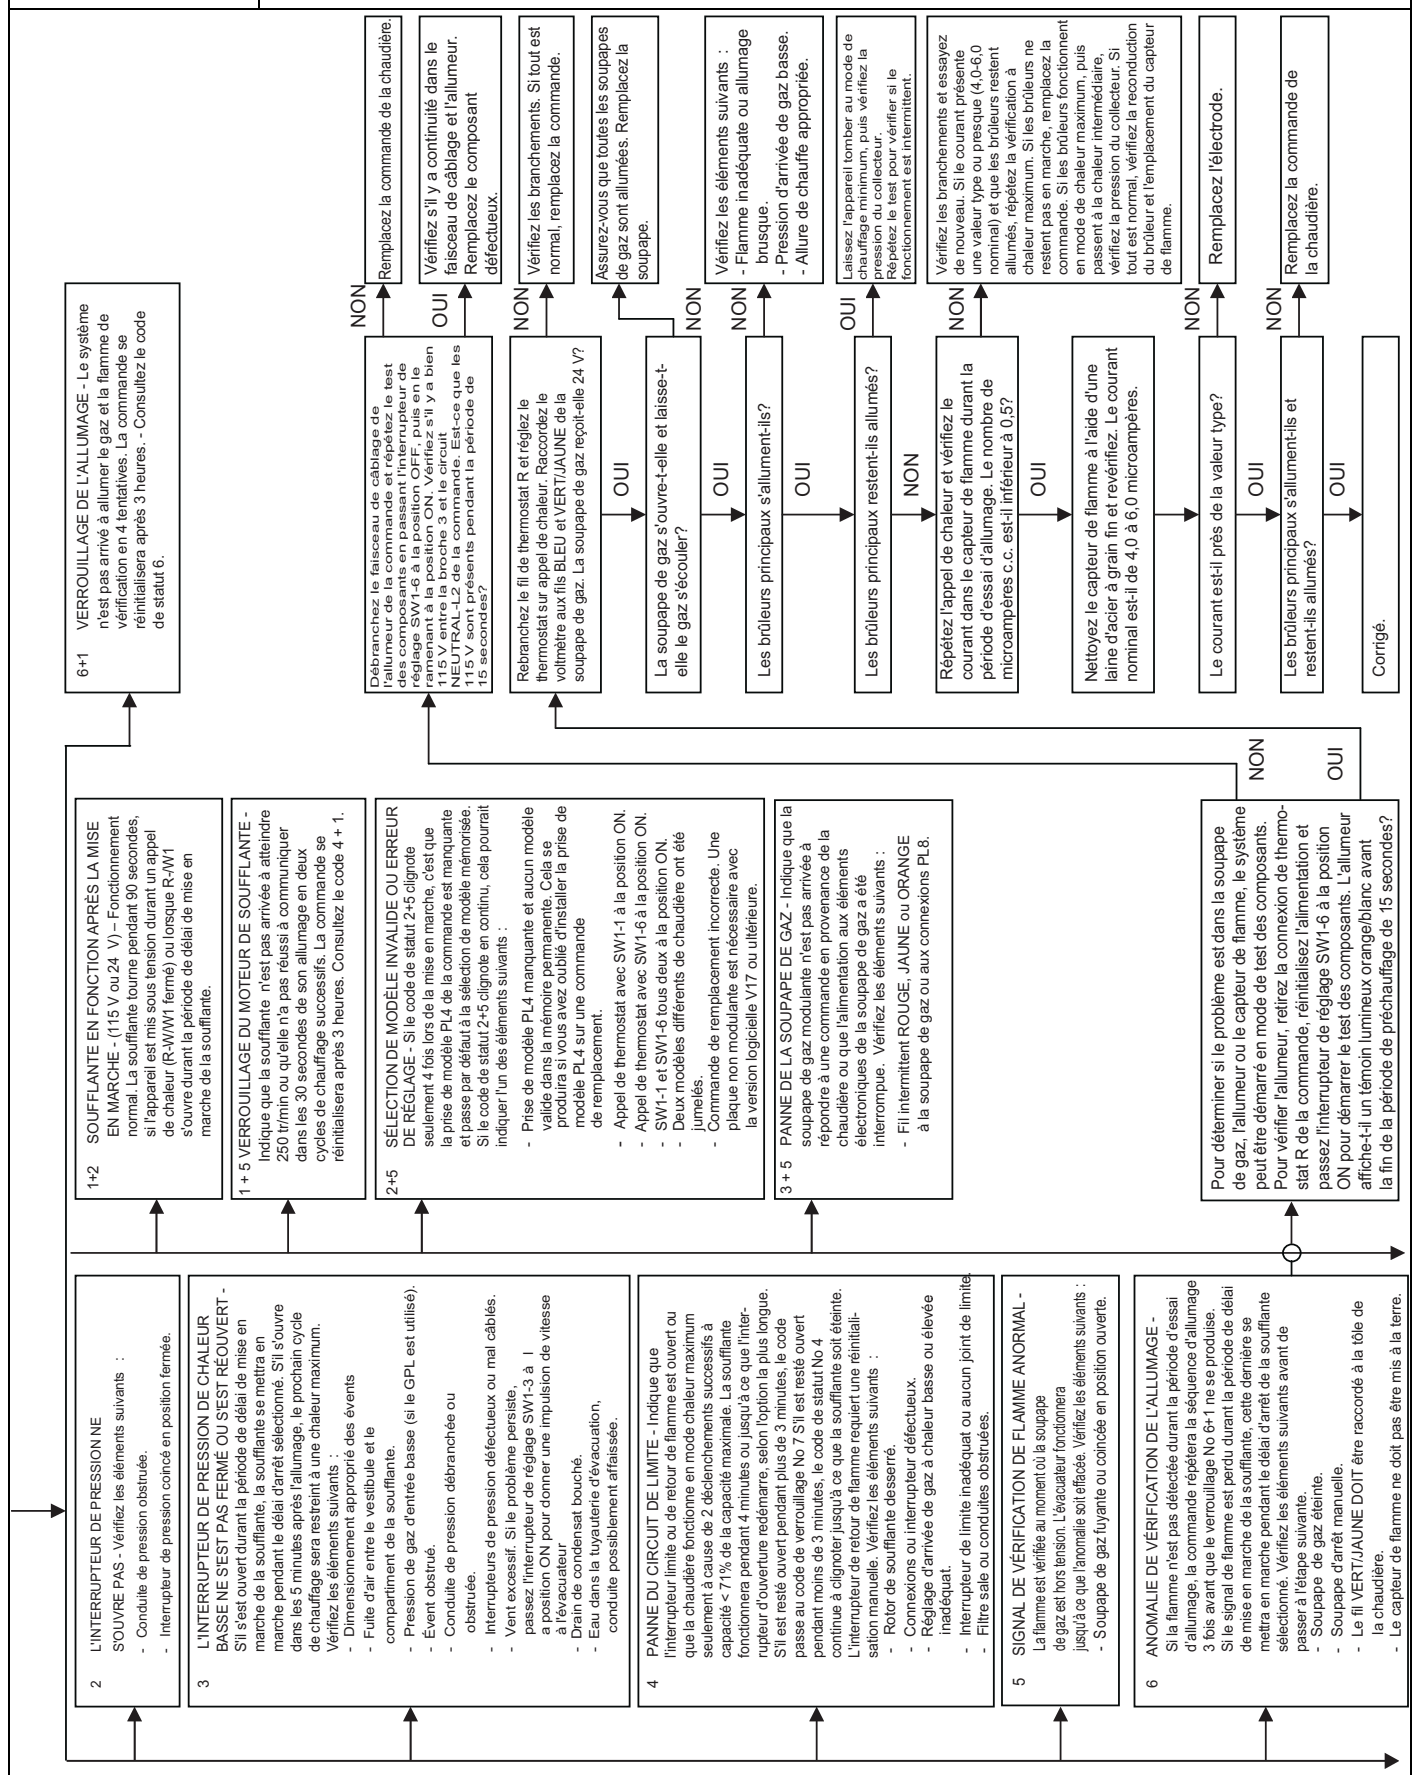 2 L'INTERRUPTEUR DE PRESSION NE
S'OUVRE PAS - Vérifiez les éléments suivants :
- Conduite de pression obstruée.
- Interrupteur de pression coincé en position fermée.
3 L'INTERRUPTEUR DE PRESSION DE CHALEUR
BASSE NE S'EST PAS FERMÉ OU S'EST RÉOUVERT -
S'il s'est ouvert durant la période de délai de mise en
marche de la soufflante, la soufflante se mettra en
marche pendant le délai d'arrêt sélectionné. S'il s'ouvre
dans les 5 minutes après l'allumage, le prochain cycle
de chauffage sera restreint à une chaleur maximum.
Vérifiez les éléments suivants :
- Dimensionnement approprié des évents
- Fuite d'air entre le vestibule et le
compartiment de la soufflante.
- Pression de gaz d'entrée basse (si le GPL est utilisé).
- Évent obstrué.
- Conduite de pression débranchée ou
obstruée.
- Interrupteurs de pression défectueux ou mal câblés.
- Vent excessif. Si le problème persiste,
passez l'interrupteur de réglage SW1-3 à l
a position ON pour donner une impulsion de vitesse
à l'évacuateur
- Drain de condensat bouché.
- Eau dans la tuyauterie d'évacuation,
conduite possiblement affaissée.
4 PANNE DU CIRCUIT DE LIMITE - Indique que
l'interrupteur limite ou de retour de flamme est ouvert ou
que la chaudière fonctionne en mode chaleur maximum
seulement à cause de 2 déclenchements successifs à
capacité < 71% de la capacité maximale. La soufflante
fonctionnera pendant 4 minutes ou jusqu'à ce que l'inter-
rupteur d'ouverture redémarre, selon l'option la plus longue.
S'il est resté ouvert pendant plus de 3 minutes, le code
passe au code de verrouillage No 7 S'il est resté ouvert
pendant moins de 3 minutes, le code de statut No 4
continue à clignoter jusqu'à ce que la soufflante soit éteinte.
L'interrupteur de retour de flamme requiert une réinitiali-
sation manuelle. Vérifiez les éléments suivants :
- Rotor de soufflante desserré.
- Connexions ou interrupteur défectueux.
- Réglage d'arrivée de gaz à chaleur basse ou élevée
inadéquat.
- Interrupteur de limite inadéquat ou aucun joint de limite.
- Filtre sale ou conduites obstruées.
5 SIGNAL DE VÉRIFICATION DE FLAMME ANORMAL -
La flamme est vérifiée au moment où la soupape
de gaz est hors tension. L'évacuateur fonctionnera
jusqu'à ce que l'anomalie soit effacée. Vérifiez les éléments suivants :
- Soupape de gaz fuyante ou coincée en position ouverte.
6 ANOMALIE DE VÉRIFICATION DE L'ALLUMAGE -
Si la flamme n'est pas détectée durant la période d'essai
d'allumage, la commande répétera la séquence d'allumage
3 fois avant que le verrouillage No 6+1 ne se produise.
Si le signal de flamme est perdu durant la période de délai
de mise en marche de la soufflante, cette dernière se
mettra en marche pendant le délai d'arrêt de la soufflante
sélectionné. Vérifiez les éléments suivants avant de
passer à l'étape suivante.
- Soupape de gaz éteinte.
- Soupape d'arrêt manuelle.
- Le fil VERT/JAUNE DOIT être raccordé à la tôle de
la chaudière.
- Le capteur de flamme ne doit pas être mis à la terre.
1+2 SOUFFLANTE EN FONCTION APRÈS LA MISE
EN MARCHE - (115 V ou 24 V) – Fonctionnement
normal. La soufflante tourne pendant 90 secondes,
si l'appareil est mis sous tension durant un appel
de chaleur (R-W/W1 fermé) ou lorsque R-W/W1
s'ouvre durant la période de délai de mise en
marche de la soufflante.
1 + 5 VERROUILLAGE DU MOTEUR DE SOUFFLANTE -
Indique que la soufflante n'est pas arrivée à atteindre
250 tr/min ou qu'elle n'a pas réussi à communiquer
dans les 30 secondes de son allumage en deux
cycles de chauffage successifs. La commande se
réinitialisera après 3 heures. Consultez le code 4 + 1.
2+5 SÉLECTION DE MODÈLE INVALIDE OU ERREUR
DE RÉGLAGE - Si le code de statut 2+5 clignote
seulement 4 fois lors de la mise en marche, c'est que
la prise de modèle PL4 de la commande est manquante
et passe par défaut à la sélection de modèle mémorisée.
Si le code de statut 2+5 clignote en continu, cela pourrait
indiquer l'un des éléments suivants :
- Prise de modèle PL4 manquante et aucun modèle
valide dans la mémoire permanente. Cela se
produira si vous avez oublié d'installer la prise de
modèle PL4 sur une commande
de remplacement.
- Appel de thermostat avec SW1-1 à la position ON.
- Appel de thermostat avec SW1-6 à la position ON.
- SW1-1 et SW1-6 tous deux à la position ON.
- Deux modèles différents de chaudière ont été
jumelés.
- Commande de remplacement incorrecte. Une
plaque non modulante est nécessaire avec
la version logicielle V17 ou ultérieure.
3 + 5 PANNE DE LA SOUPAPE DE GAZ - Indique que la
soupape de gaz modulante n'est pas arrivée à
répondre à une commande en provenance de la
chaudière ou que l'alimentation aux éléments
électroniques de la soupape de gaz a été
interrompue. Vérifiez les éléments suivants :
- Fil intermittent ROUGE, JAUNE ou ORANGE
à la soupape de gaz ou aux connexions PL8.
Pour déterminer si le problème est dans la soupape
de gaz, l'allumeur ou le capteur de flamme, le système
peut être démarré en mode de test des composants.
Pour vérifier l'allumeur, retirez la connexion de thermo-
stat R de la commande, réinitialisez l'alimentation et
passez l'interrupteur de réglage SW1-6 à la position
ON pour démarrer le test des composants. L'allumeur
affiche-t-il un témoin lumineux orange/blanc avant
la fin de la période de préchauffage de 15 secondes?
NON
OUI
6+1 VERROUILLAGE DE L'ALLUMAGE - Le système
n'est pas arrivé à allumer le gaz et la flamme de
vérification en 4 tentatives. La commande se
réinitialisera après 3 heures. - Consultez le code
de statut 6.
Débranchez le faisceau de câblage de
l'allumeur de la commande et répétez le test
des composants en passant l'interrupteur de
réglage SW1-6 à la position OFF, puis en le
ramenant à la position ON. Vérifiez s'il y a bien
115 V entre la broche 3 et le circuit
NEUTRAL-L2 de la commande. Est-ce que les
115 V sont présents pendant la période de
15 secondes?
NON
Remplacez la commande de la chaudière.
OUI
Vérifiez s'il y a continuité dans le
faisceau de câblage et l'allumeur.
Remplacez le composant
défectueux.
Rebranchez le fil de thermostat R et réglez le
thermostat sur appel de chaleur. Raccordez le
voltmètre aux fils BLEU et VERT/JAUNE de la
soupape de gaz. La soupape de gaz reçoit-elle 24 V?
NON
Vérifiez les branchements. Si tout est
normal, remplacez la commande.
OUI
La soupape de gaz s'ouvre-t-elle et laisse-t-
elle le gaz s'écouler?
NON
Assurez-vous que toutes les soupapes
de gaz sont allumées. Remplacez la
soupape.
OUI
Les brûleurs principaux s'allument-ils?
NON
Vérifiez les éléments suivants :
- Flamme inadéquate ou allumage
brusque.
- Pression d'arrivée de gaz basse.
- Allure de chauffe appropriée.
OUI
Les brûleurs principaux restent-ils allumés?
OUI
Laissez l'appareil tomber au mode de
chauffage minimum, puis vérifiez la
pression du collecteur.
Répétez le test pour vérifier si le
fonctionnement est intermittent.
NON
Répétez l'appel de chaleur et vérifiez le
courant dans le capteur de flamme durant la
période d'essai d'allumage. Le nombre de
microampères c.c. est-il inférieur à 0,5?
NON
Vérifiez les branchements et essayez
de nouveau. Si le courant présente
une valeur type ou presque (4,0-6,0
nominal) et que les brûleurs restent
allumés, répétez la vérification à
chaleur maximum. Si les brûleurs ne
restent pas en marche, remplacez la
commande. Si les brûleurs fonctionnent
en mode de chaleur maximum, puis
passent à la chaleur intermédiaire,
vérifiez la pression du collecteur. Si
tout est normal, vérifiez la reconduction
du brûleur et l'emplacement du capteur
de flamme.
OUI
Nettoyez le capteur de flamme à l'aide d'une
laine d'acier à grain fin et revérifiez. Le courant
nominal est-il de 4,0 à 6,0 microampères.
Le courant est-il près de la valeur type?
NON
Remplacez l'électrode.
OUI
Les brûleurs principaux s'allument-ils et
restent-ils allumés?
NON
Remplacez la commande de
la chaudière.
OUI
Corrigé.